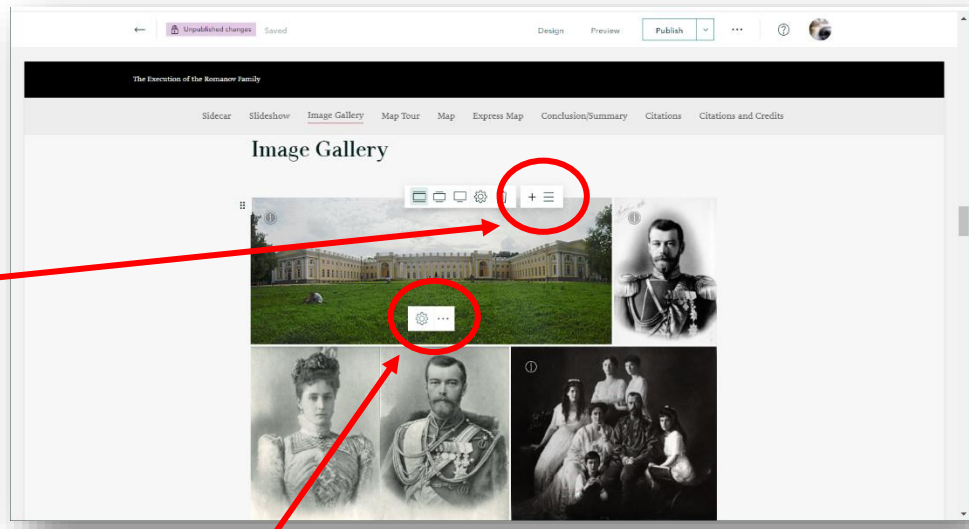 Unpublished changes Saved Design Preview Publish
The Execution of the Romanov Family
Sidecar Slideshow Image Gallery Map Tour Map Express Map Conclusion/Summary Citations Citations and Credits
Image Gallery